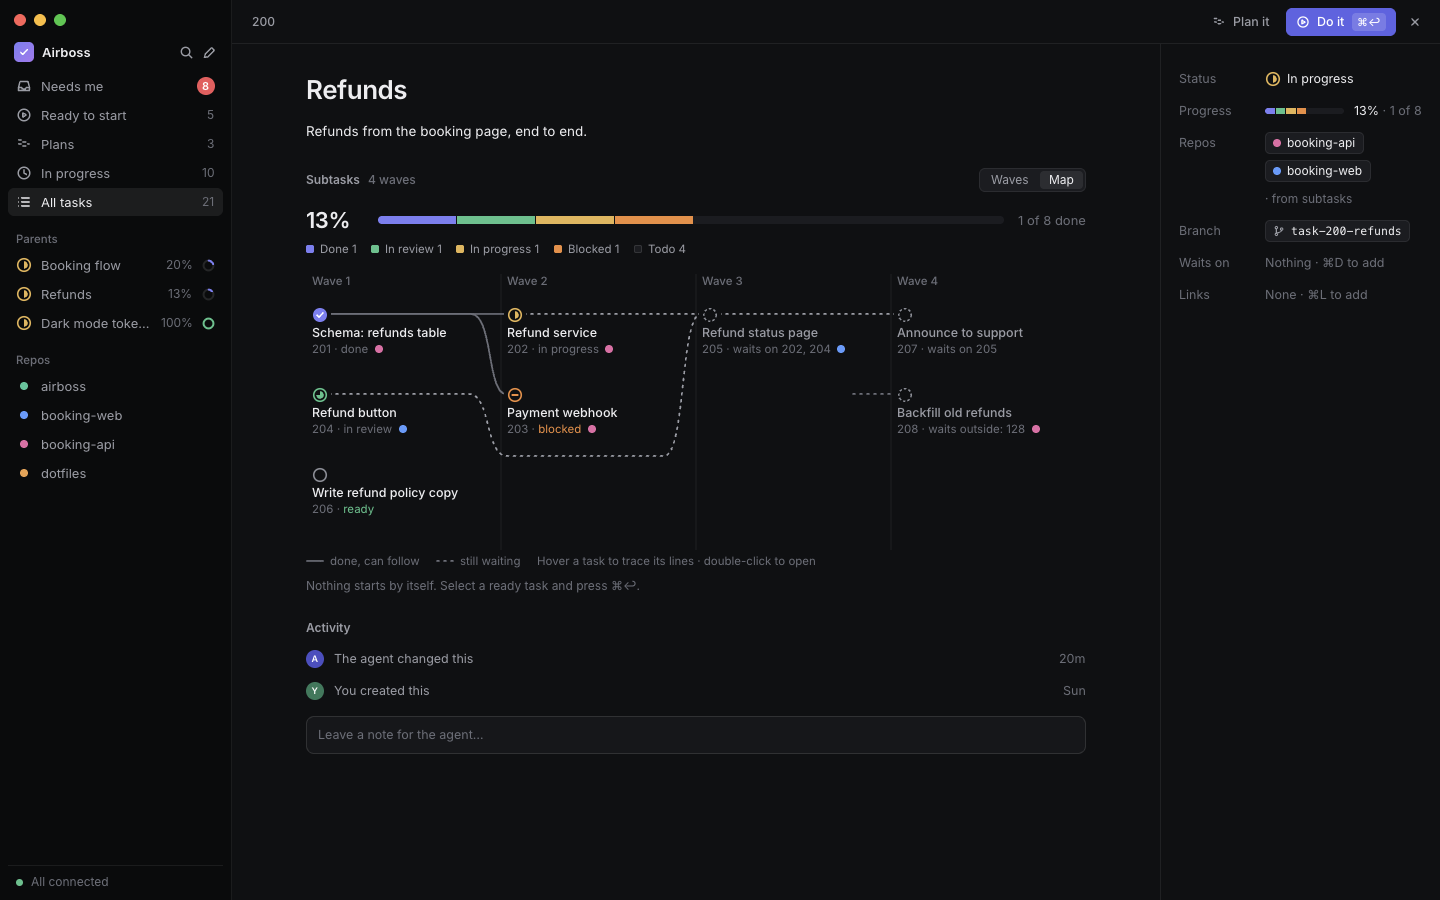 Airboss
Needs me 8
Ready to start 5
Plans 3
In progress 10
All tasks 21
Parents
Booking flow 20%
Refunds 13%
Dark mode toke... 100%
Repos
airboss
booking-web
booking-api
dotfiles
All connected
200
Plan it
Do it ⌘↩
Refunds
Refunds from the booking page, end to end.
Subtasks 4 waves
Waves Map
13% 1 of 8 done
Done 1 In review 1 In progress 1 Blocked 1 Todo 4
Wave 1 Wave 2 Wave 3 Wave 4
Schema: refunds table Refund service Refund status page Announce to support
201 · done 202 · in progress 205 · waits on 202, 204 207 · waits on 205
Refund button Payment webhook Backfill old refunds
204 · in review 203 · blocked 208 · waits outside: 128
Write refund policy copy
206 · ready
done, can follow still waiting Hover a task to trace its lines · double-click to open
Nothing starts by itself. Select a ready task and press ⌘↩.
Activity
A The agent changed this 20m
Y You created this Sun
Leave a note for the agent...
Status In progress
Progress 13% · 1 of 8
Repos booking-api
booking-web
· from subtasks
Branch task-200-refunds
Waits on Nothing · ⌘D to add
Links None · ⌘L to add